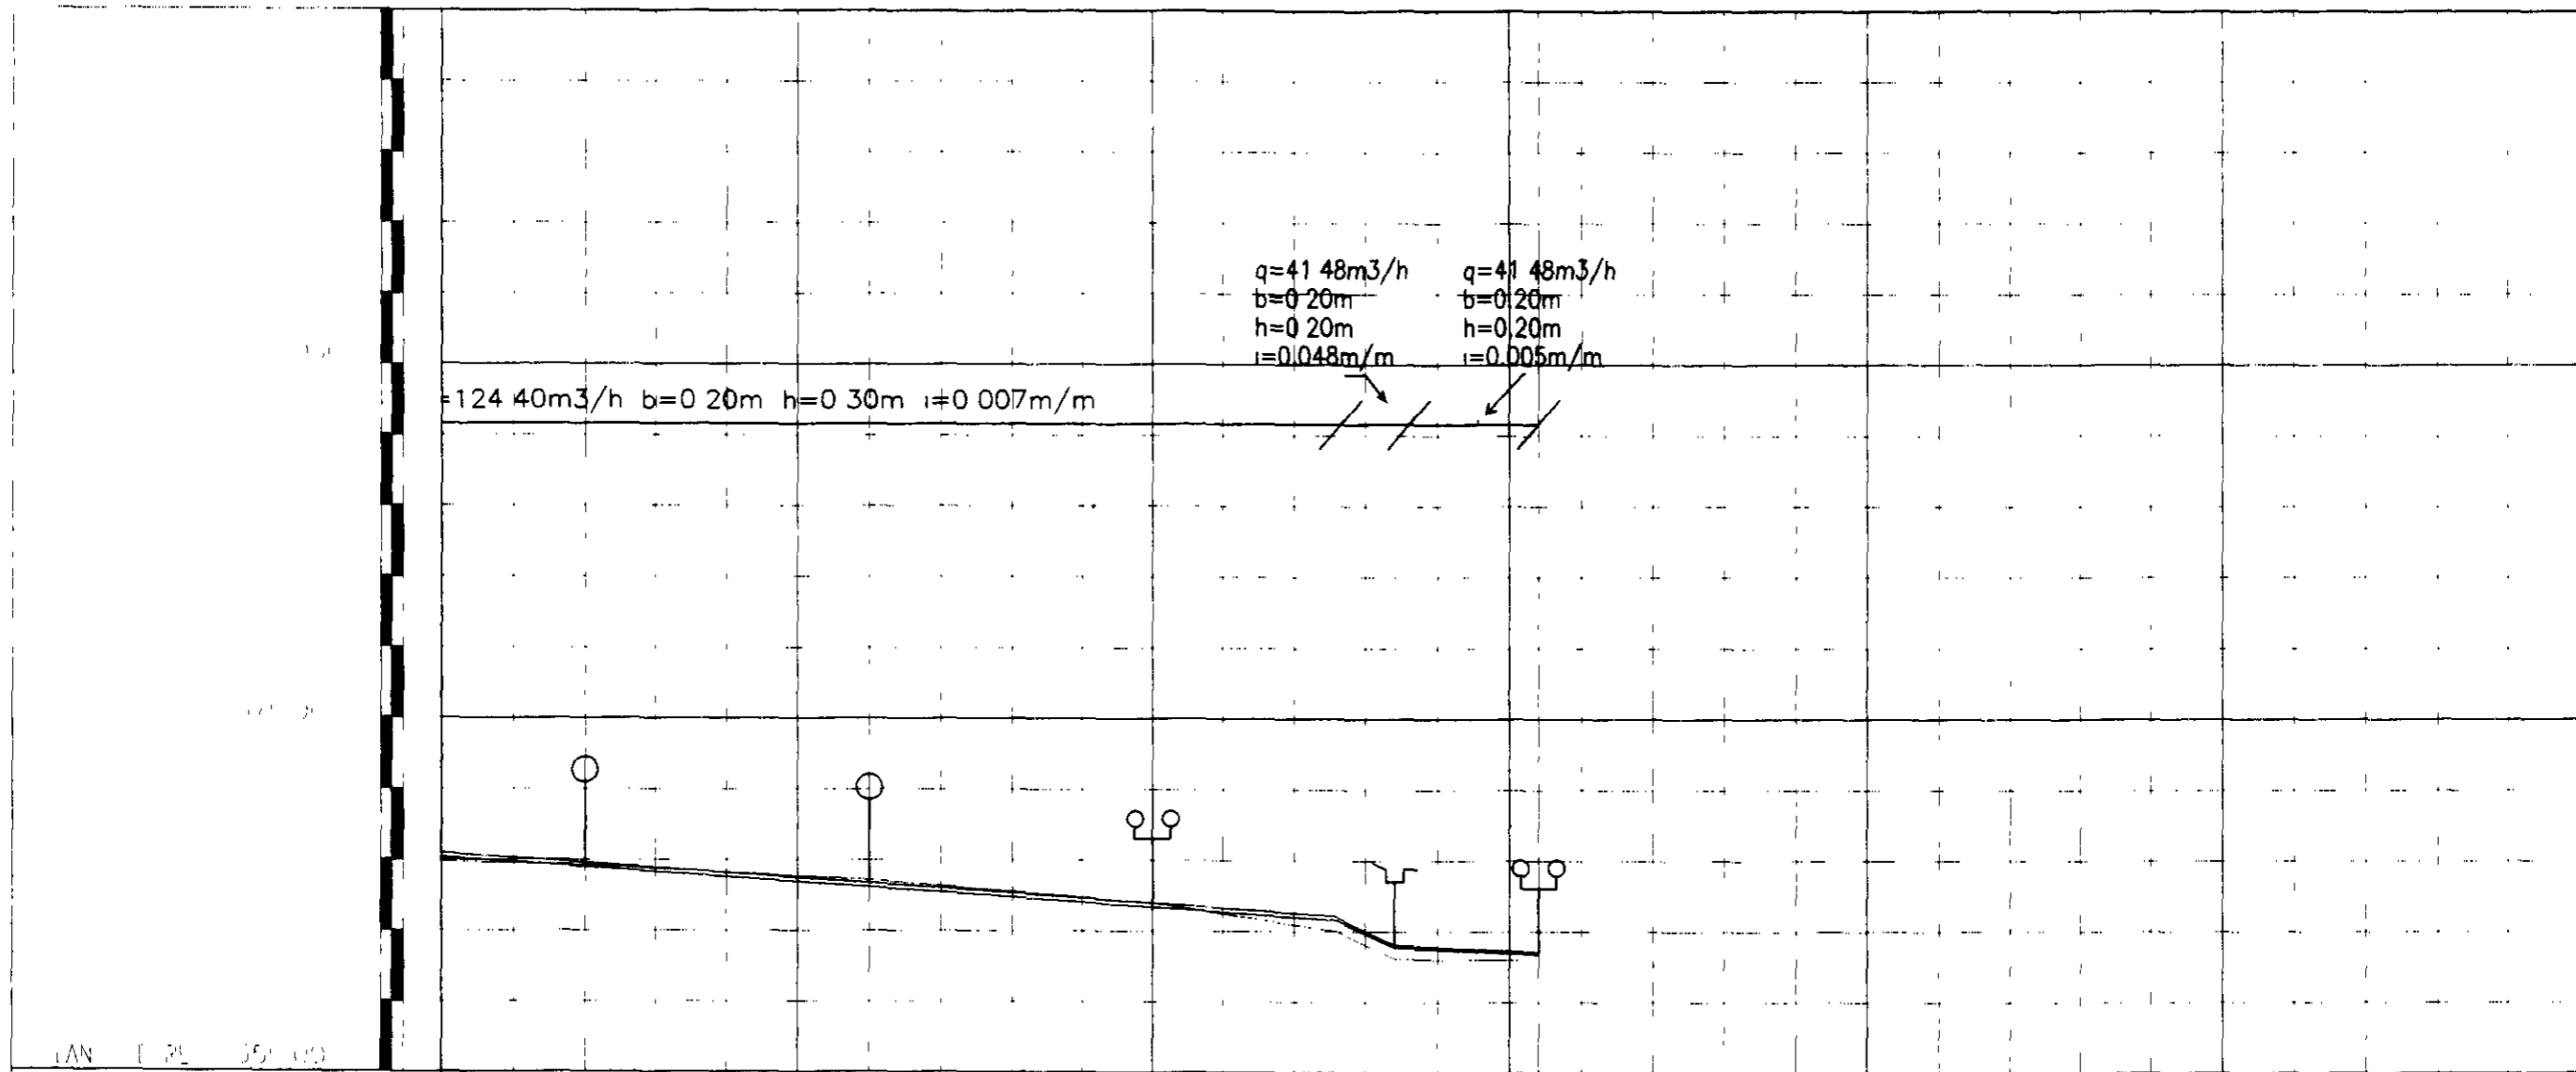 q=41 48m3/h
b=0 20m
h=0 20m
i=0.048m/m
q=41 48m3/h
b=0.20m
h=0.20m
i=0.005m/m
=124 40m3/h b=0 20m h=0 30m i=0 007m/m